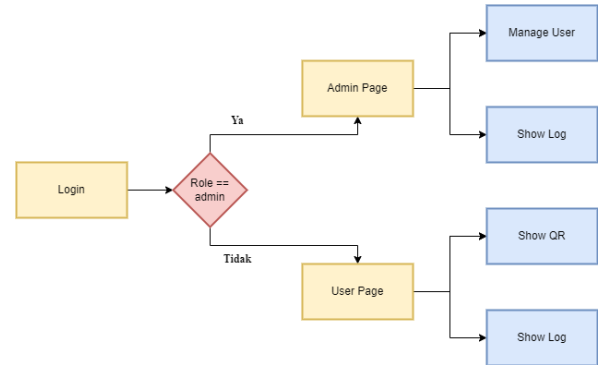 Manage User
Admin Page
Ya
Show Log
Login
Role ==
admin
Show QR
Tidak
User Page
Show Log